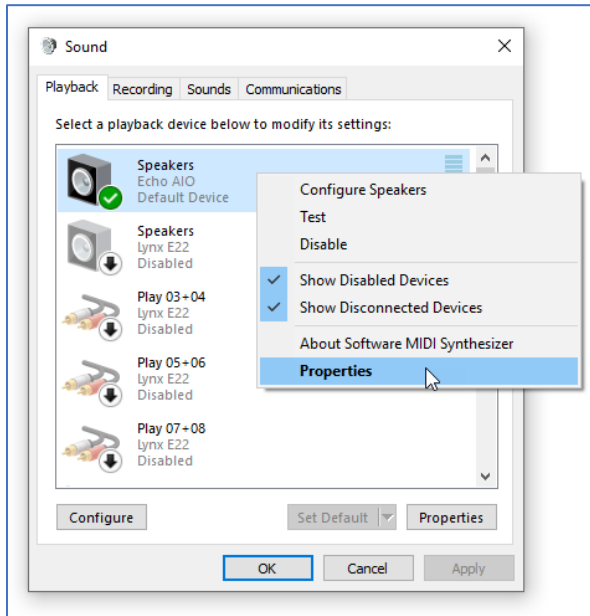 Sound
Playback Recording Sounds Communications
Select a playback device below to modify its settings:
Speakers
Echo AIO
Default Device
Speakers
Lynx E22
Disabled
Play 03+04
Lynx E22
Disabled
Play 05+06
Lynx E22
Disabled
Play 07+08
Lynx E22
Disabled
Configure Speakers
Test
Disable
Show Disabled Devices
Show Disconnected Devices
About Software MIDI Synthesizer
Properties
Configure Set Default Properties
OK Cancel Apply